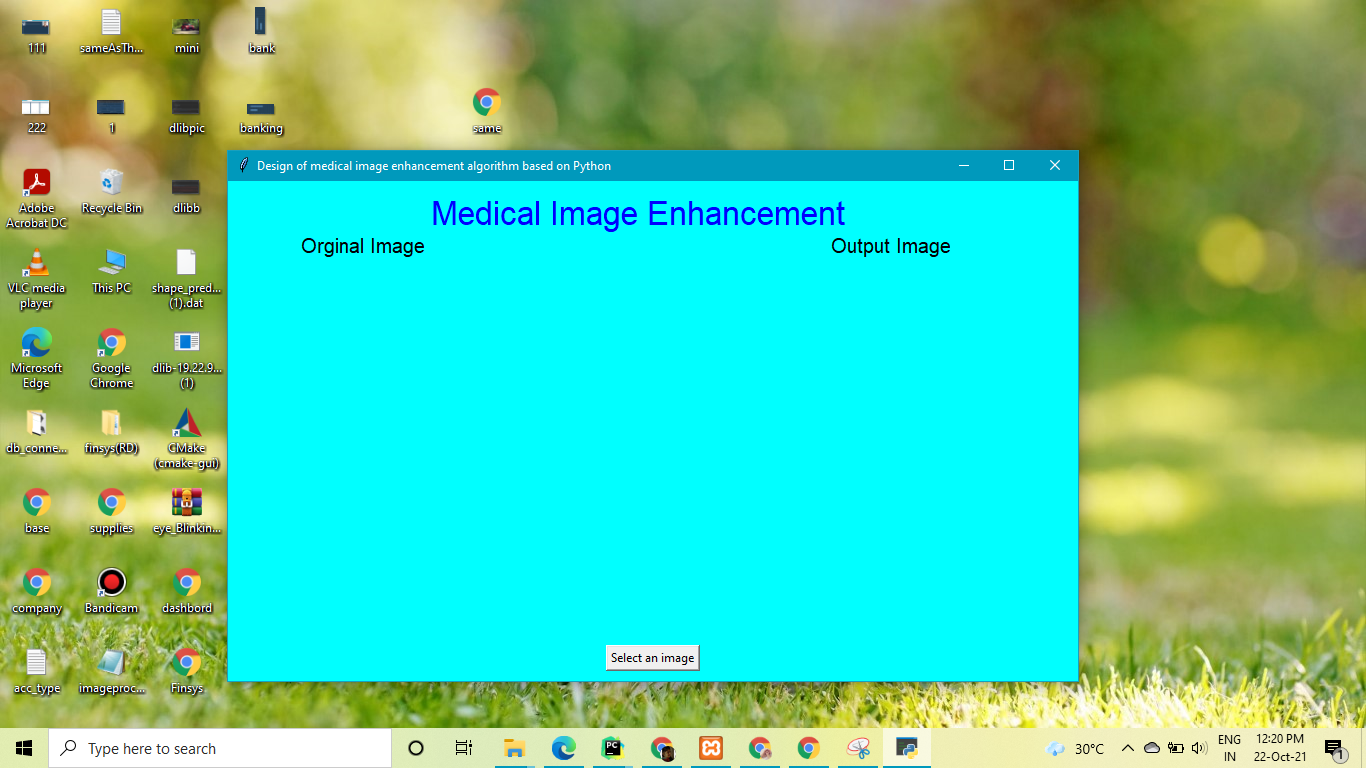 111
sameAsTh...
mini
bank
222
1
dlibpic
banking
same
Adobe
Acrobat DC
Recycle Bin
dlibb
VLC media
player
This PC
shape_pred...
(1).dat
Microsoft
Edge
Google
Chrome
dlib-19.22.9...
(1)
db_conne...
finsys(RD)
CMake
(cmake-gui)
base
supplies
eye_Blinkin...
company
Bandicam
dashbord
acc_type
imageproc...
Finsys
Design of medical image enhancement algorithm based on Python
Medical Image Enhancement
Orginal Image
Output Image
Select an image
Type here to search
PC
30°C
ENG
IN
12:20 PM
22-Oct-21
1